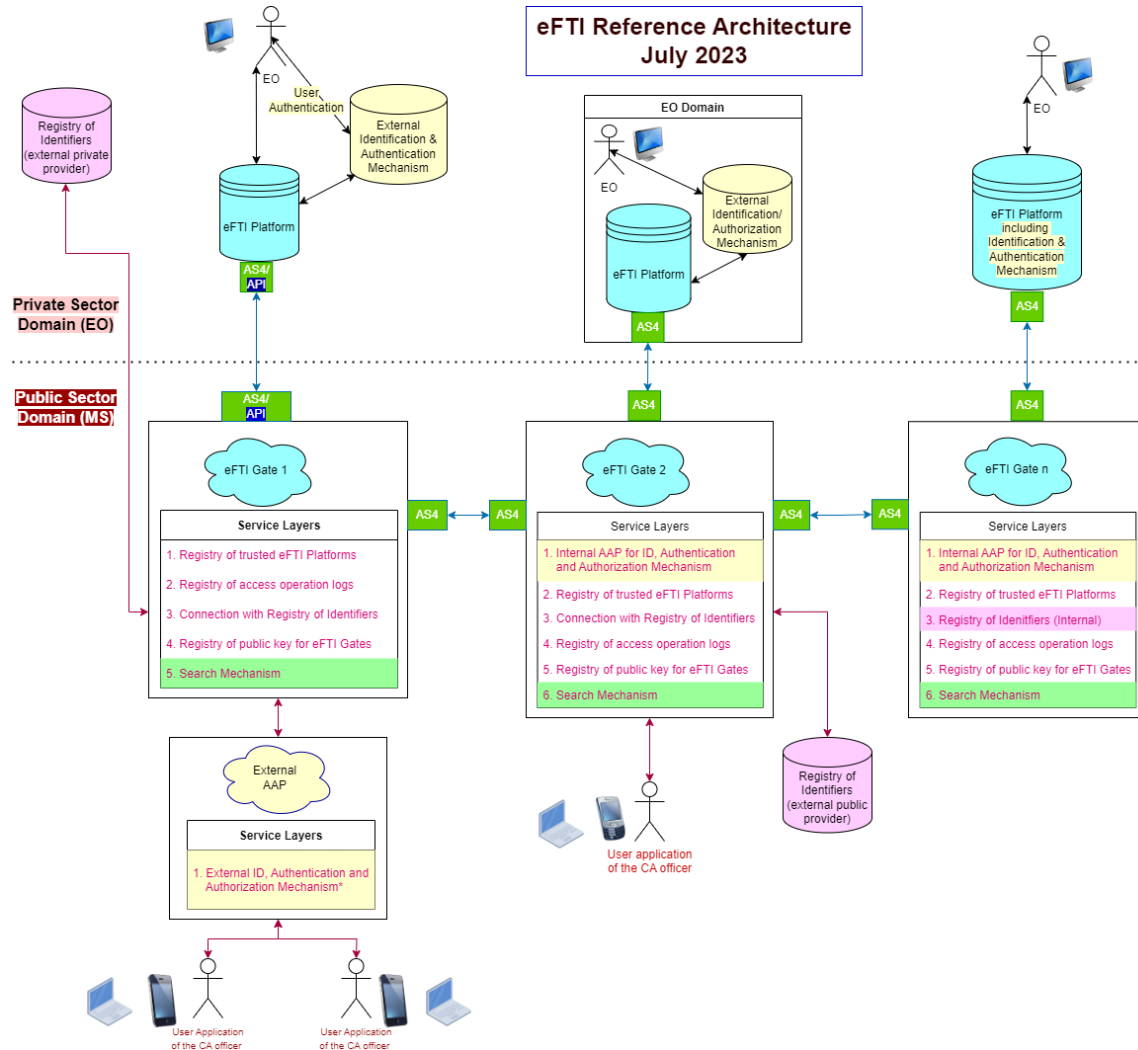 eFTI Reference Architecture
July 2023
EO
User
Authentication
External
Identification &
Authentication
Mechanism
Registry of
Identifiers
(external private
provider)
eFTI Platform
AS4/
API
EO Domain
EO
External
Identification/
Authorization
Mechanism
eFTI Platform
AS4
EO
eFTI Platform
including
Identification &
Authentication
Mechanism
AS4
Private Sector
Domain (EO)
Public Sector
Domain (MS)
AS4/
API
eFTI Gate 1
Service Layers
1. Registry of trusted eFTI Platforms
2. Registry of access operation logs
3. Connection with Registry of Identifiers
4. Registry of public key for eFTI Gates
5. Search Mechanism
AS4
AS4
AS4
eFTI Gate 2
Service Layers
1. Internal AAP for ID, Authentication
and Authorization Mechanism
2. Registry of trusted eFTI Platforms
3. Connection with Registry of Identifiers
4. Registry of access operation logs
5. Registry of public key for eFTI Gates
6. Search Mechanism
AS4
AS4
AS4
eFTI Gate n
Service Layers
1. Internal AAP for ID, Authentication
and Authorization Mechanism
2. Registry of trusted eFTI Platforms
3. Registry of Idenitfiers (Internal)
4. Registry of access operation logs
5. Registry of public key for eFTI Gates
6. Search Mechanism
External
AAP
Service Layers
1. External ID, Authentication and
Authorization Mechanism*
User application
of the CA officer
Registry of
Identifiers
(external public
provider)
User Application
of the CA officer
User Application
of the CA officer